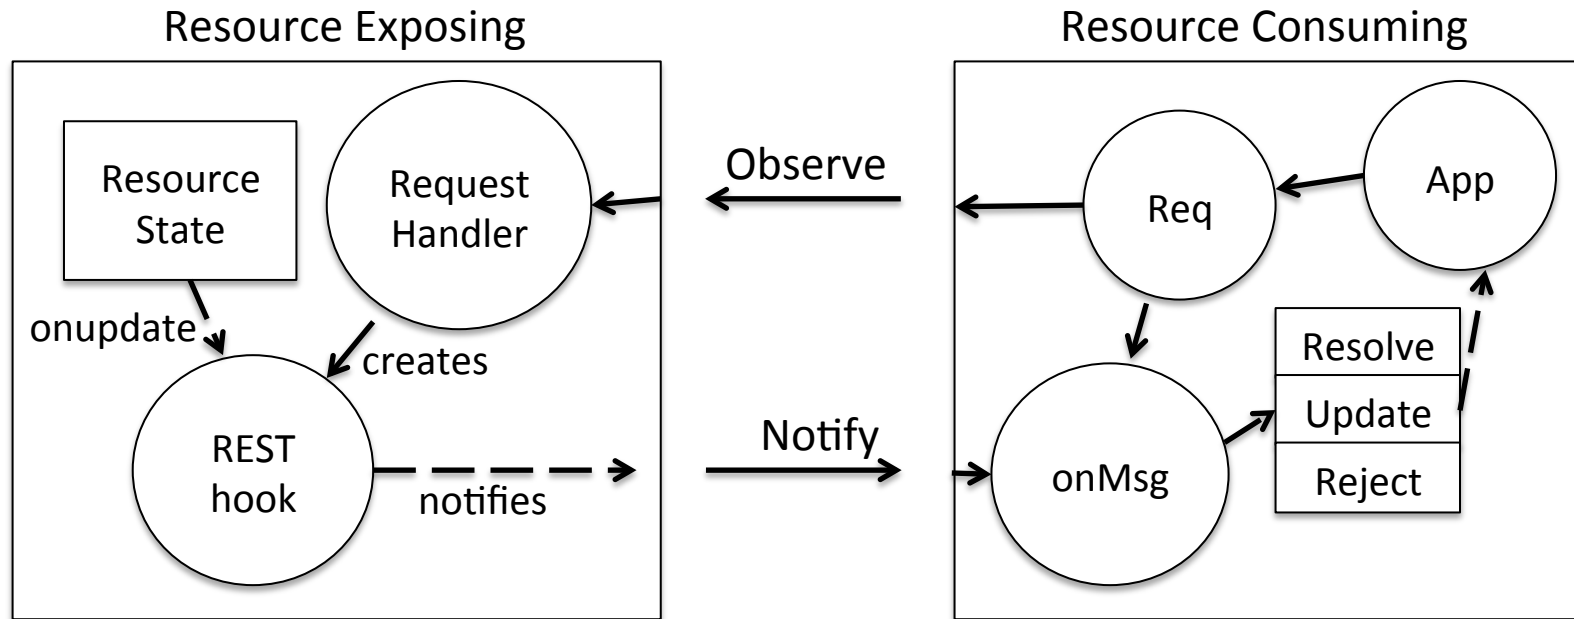 Resource Exposing
Resource
State
Request
Handler
onupdate
creates
REST
hook
notifies
Observe
Notify
Resource Consuming
App
Req
Resolve
Update
Reject
onMsg